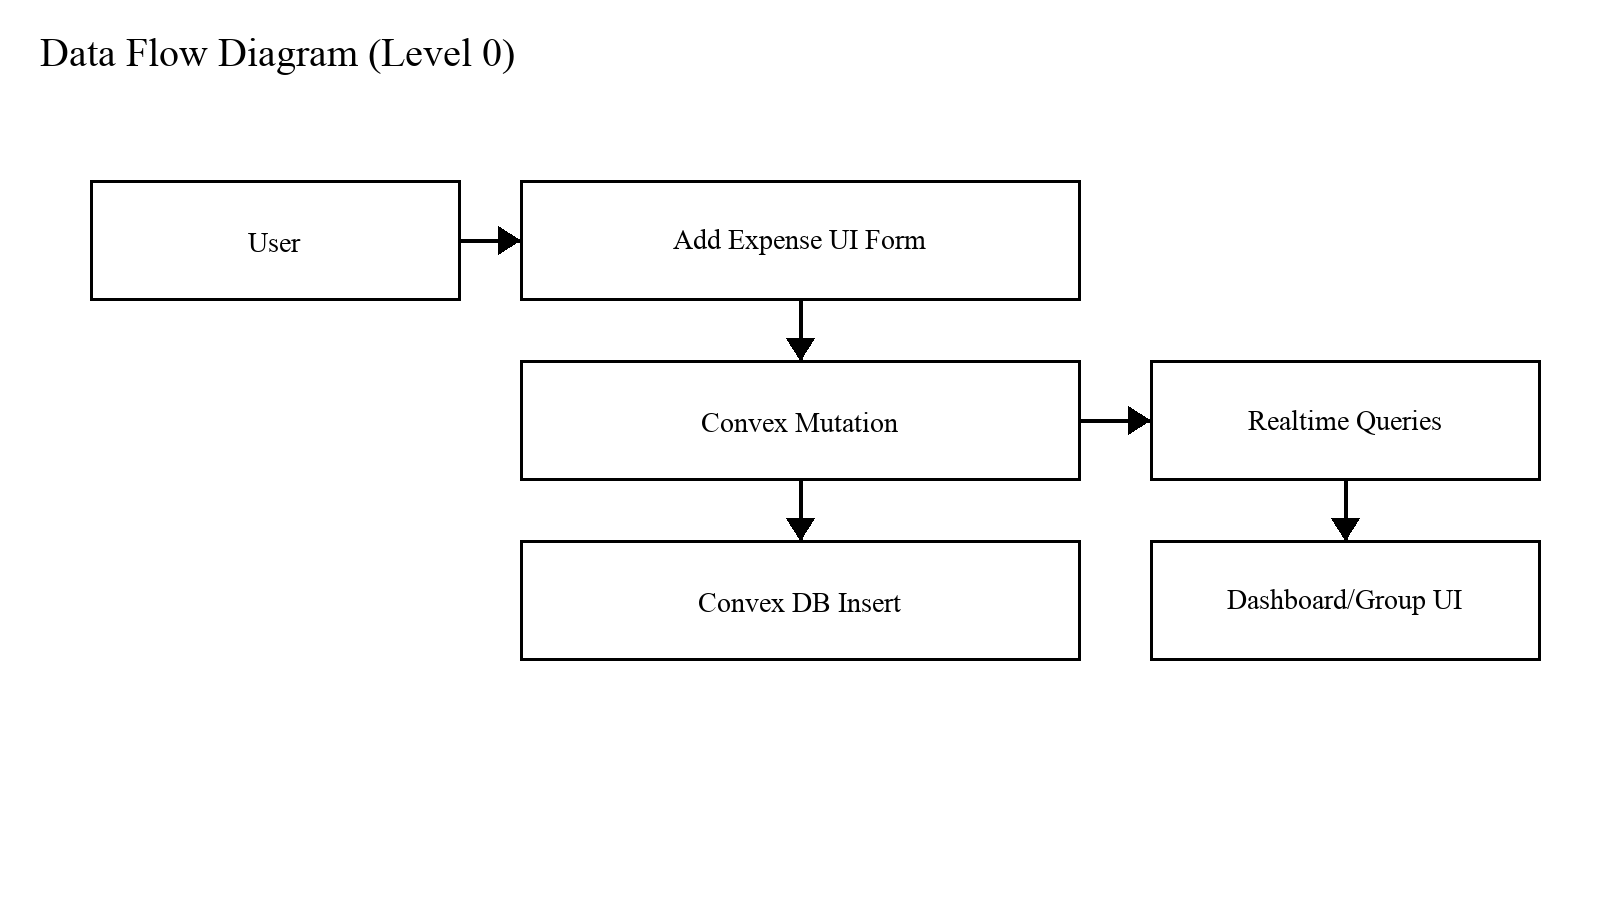 Data Flow Diagram (Level 0)
User
Add Expense UI Form
Convex Mutation
Realtime Queries
Convex DB Insert
Dashboard/Group UI